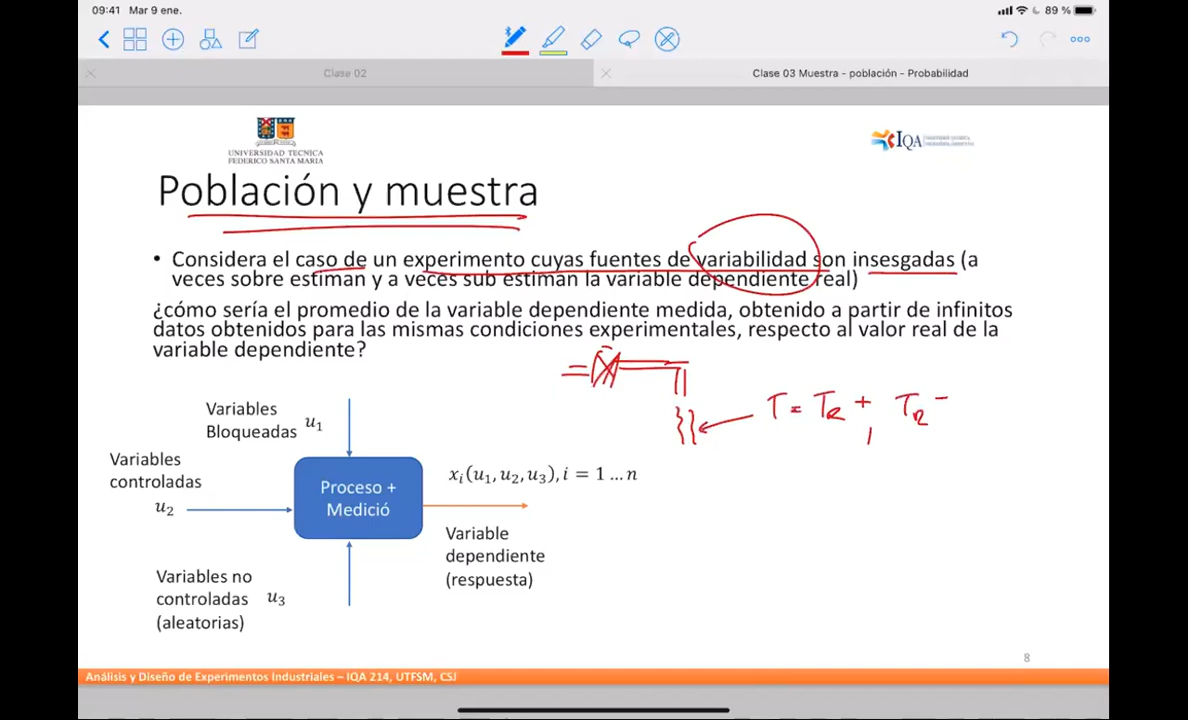 09:41 Mar 9 ene.
89 %
Clase 02
Clase 03 Muestra - población - Probabilidad
UNIVERSIDAD TECNICA
FEDERICO SANTA MARIA
IQA
Población y muestra
• Considera el caso de un experimento cuyas fuentes de variabilidad son insesgadas (a
veces sobre estiman y a veces sub estiman la variable dependiente real)
¿cómo sería el promedio de la variable dependiente medida, obtenido a partir de infinitos
datos obtenidos para las mismas condiciones experimentales, respecto al valor real de la
variable dependiente?
T = TR + TR -
Variables
Bloqueadas u₁
Variables
controladas
u₂
Proceso +
Medició
xᵢ(u₁, u₂, u₃), i = 1 … n
Variable
dependiente
(respuesta)
Variables no
controladas u₃
(aleatorias)
8
Análisis y Diseño de Experimentos Industriales – IQA 214, UTFSM, CSJ